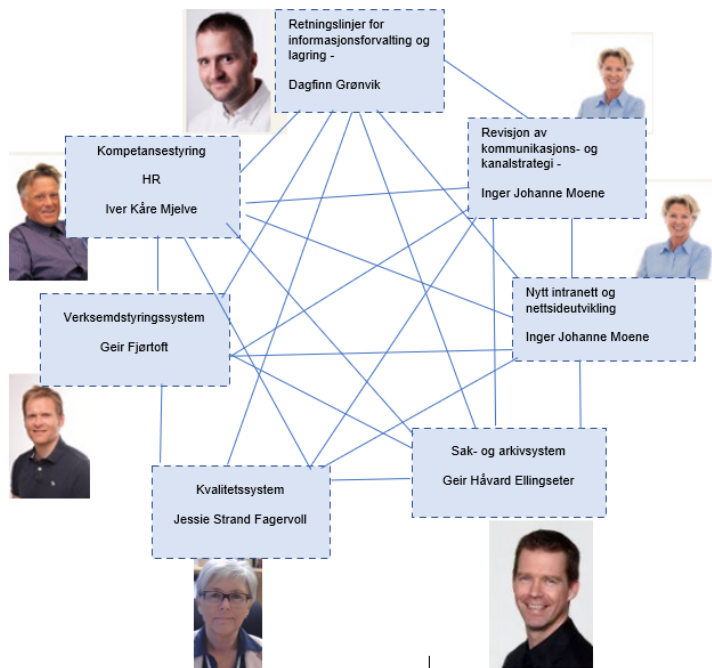 Retningslinjer for
informasjonsforvalting og
lagring -
Dagfinn Grønvik
Revisjon av
kommunikasjons- og
kanalstrategi -
Inger Johanne Moene
Kompetansestyring
HR
Iver Kåre Mjelve
Nytt intranett og
nettsideutvikling
Inger Johanne Moene
Verksemdstyringssystem
Geir Fjørtoft
Sak- og arkivsystem
Geir Håvard Ellingseter
Kvalitetssystem
Jessie Strand Fagervoll